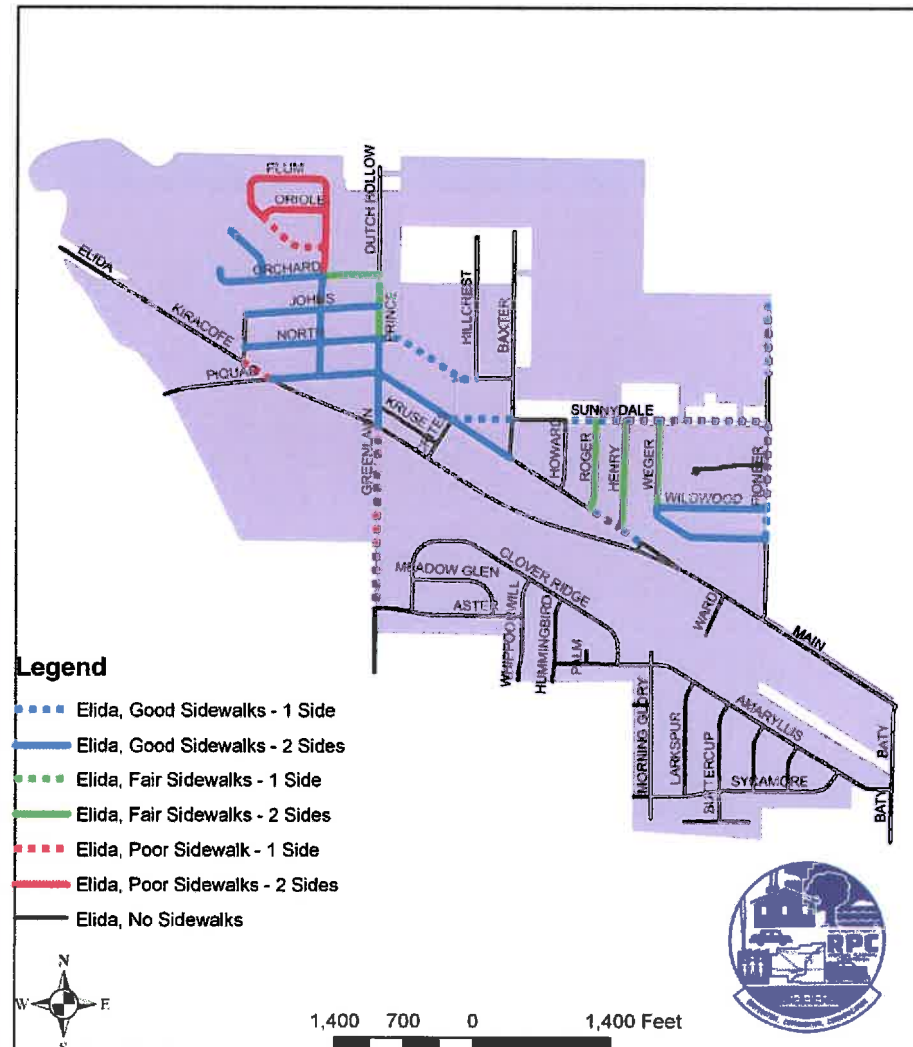 PLUM
ORIOLE
DUTCH HOLLOW
ELIDA
ORCHARD
KIRACOFE
JOHNS
PRINCE
NORTH
HILLCREST
BAXTER
PIQUAD
KRUSE
SUNNYDALE
GREENLAWN
HOWARD
ROGER
HENRY
WEGER
PIONEER
WILDWOOD
MEADOW GLEN
CLOVER RIDGE
ASTER
WHIPPOORWILL
HUMMINGBIRD
PALM
WARD
MAIN
MORNING GLORY
LARKSPUR
BUTTERCUP
AMARYLLIS
SYCAMORE
BATY
BATY
Legend
Elida, Good Sidewalks - 1 Side
Elida, Good Sidewalks - 2 Sides
Elida, Fair Sidewalks - 1 Side
Elida, Fair Sidewalks - 2 Sides
Elida, Poor Sidewalk - 1 Side
Elida, Poor Sidewalks - 2 Sides
Elida, No Sidewalks
N
W E
S
1,400 700 0 1,400 Feet
RPC